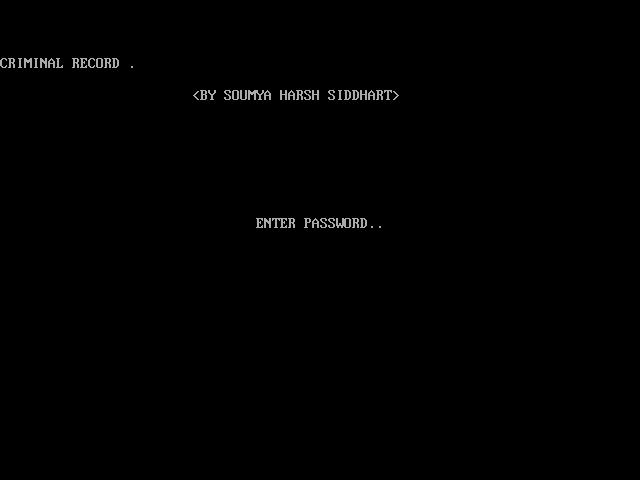 CRIMINAL RECORD .
<BY SOUMYA HARSH SIDDHART>
ENTER PASSWORD..